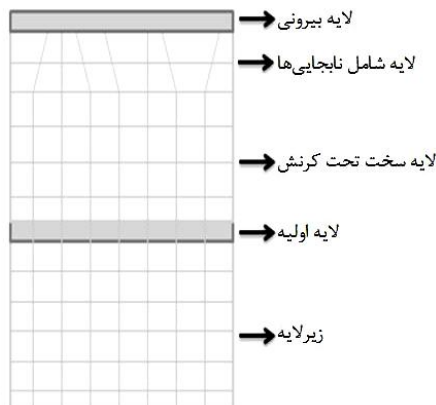 لایه بیرونی
لایه شامل نابجایی‌ها
لایه سخت تحت کرنش
لایه اولیه
زیرلایه